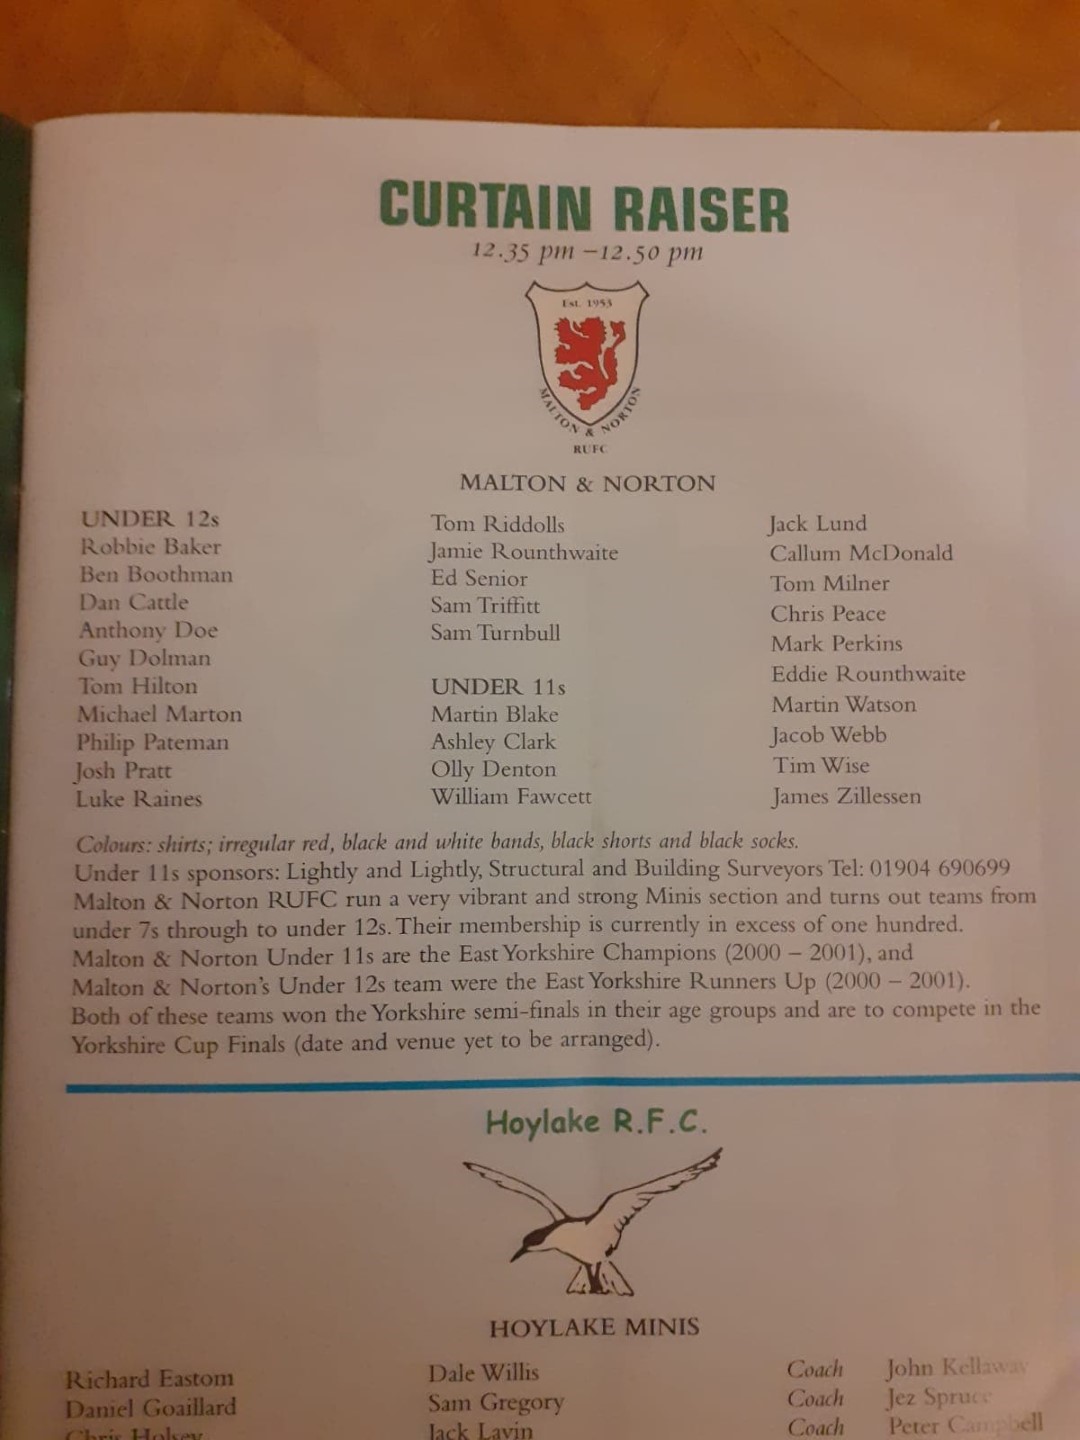 CURTAIN RAISER
12.35 pm –12.50 pm
Est. 1953
MALTON & NORTON
RUFC
MALTON & NORTON
UNDER 12s
Robbie Baker
Ben Boothman
Dan Cattle
Anthony Doe
Guy Dolman
Tom Hilton
Michael Marton
Philip Pateman
Josh Pratt
Luke Raines
Tom Riddolls
Jamie Rounthwaite
Ed Senior
Sam Triffitt
Sam Turnbull
UNDER 11s
Martin Blake
Ashley Clark
Olly Denton
William Fawcett
Jack Lund
Callum McDonald
Tom Milner
Chris Peace
Mark Perkins
Eddie Rounthwaite
Martin Watson
Jacob Webb
Tim Wise
James Zillessen
Colours: shirts; irregular red, black and white bands, black shorts and black socks.
Under 11s sponsors: Lightly and Lightly, Structural and Building Surveyors Tel: 01904 690699
Malton & Norton RUFC run a very vibrant and strong Minis section and turns out teams from
under 7s through to under 12s. Their membership is currently in excess of one hundred.
Malton & Norton Under 11s are the East Yorkshire Champions (2000 – 2001), and
Malton & Norton's Under 12s team were the East Yorkshire Runners Up (2000 – 2001).
Both of these teams won the Yorkshire semi-finals in their age groups and are to compete in the
Yorkshire Cup Finals (date and venue yet to be arranged).
Hoylake R.F.C.
HOYLAKE MINIS
Richard Eastom
Daniel Goaillard
Chris Holsey
Dale Willis
Sam Gregory
Jack Lavin
Coach John Kellaway
Coach Jez Spruce
Coach Peter Campbell